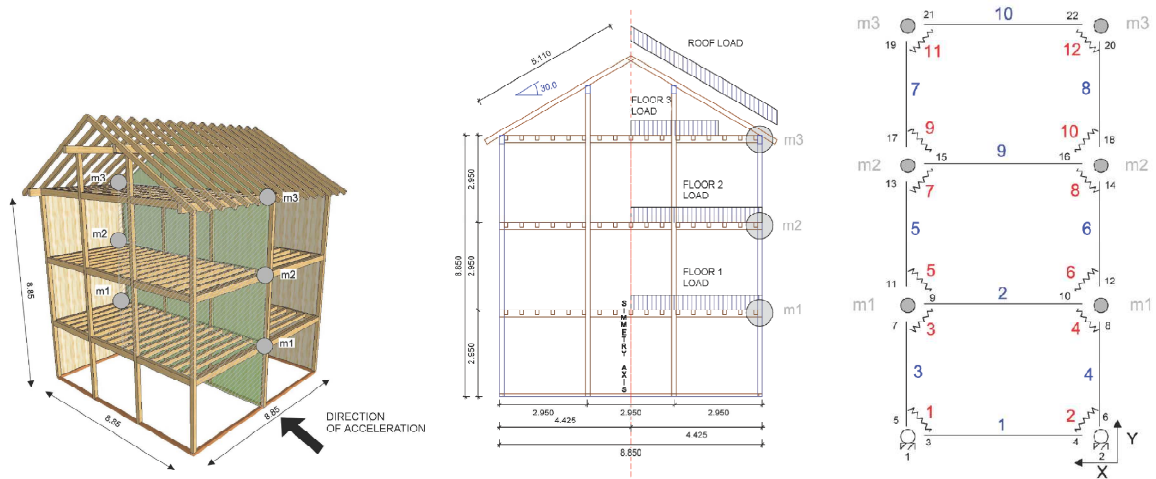 m3
m3
m2
m2
m1
m1
8.85
8.85
8.85
DIRECTION
OF ACCELERATION
5.110
30.0
ROOF LOAD
FLOOR 3
LOAD
m3
FLOOR 2
LOAD
m2
FLOOR 1
LOAD
m1
8.850
2.950
2.950
2.950
SIMMETRY AXIS
2.950
2.950
2.950
4.425
4.425
8.850
m3
21
10
22
m3
19
11
12
20
7
8
17
9
10
18
m2
15
9
16
m2
13
7
8
14
5
6
11
5
6
12
m1
9
2
10
m1
7
3
4
8
3
4
5
1
2
6
3
1
4
1
2
Y
X